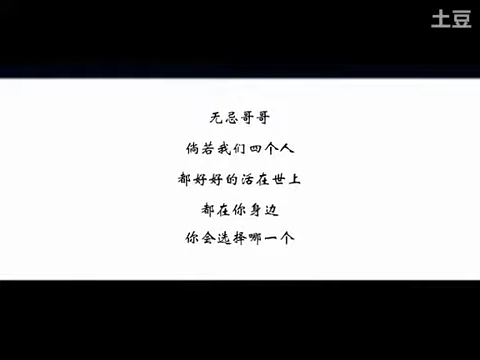 土豆
无忌哥哥
倘若我们四个人
都好好的活在世上
都在你身边
你会选择哪一个